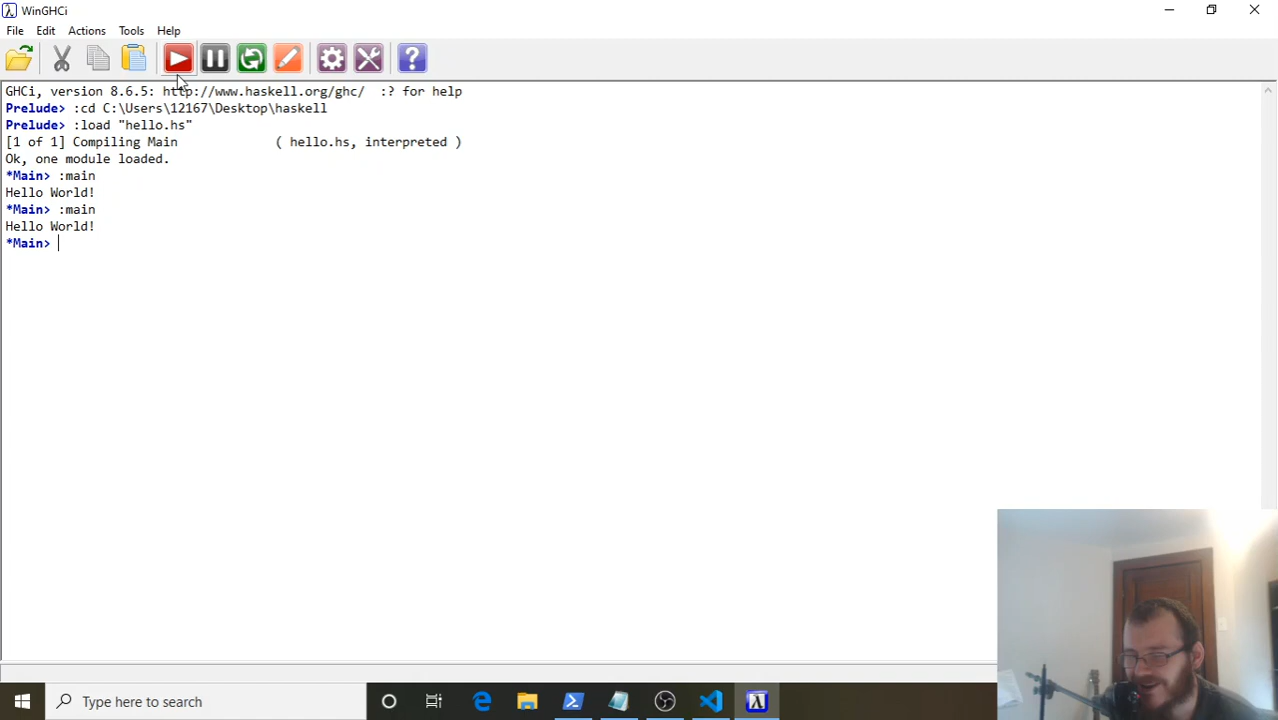 WinGHCi
File Edit Actions Tools Help
GHCi, version 8.6.5: http://www.haskell.org/ghc/  :? for help
Prelude> :cd C:\Users\12167\Desktop\haskell
Prelude> :load "hello.hs"
[1 of 1] Compiling Main             ( hello.hs, interpreted )
Ok, one module loaded.
*Main> :main
Hello World!
*Main> :main
Hello World!
*Main>
Type here to search